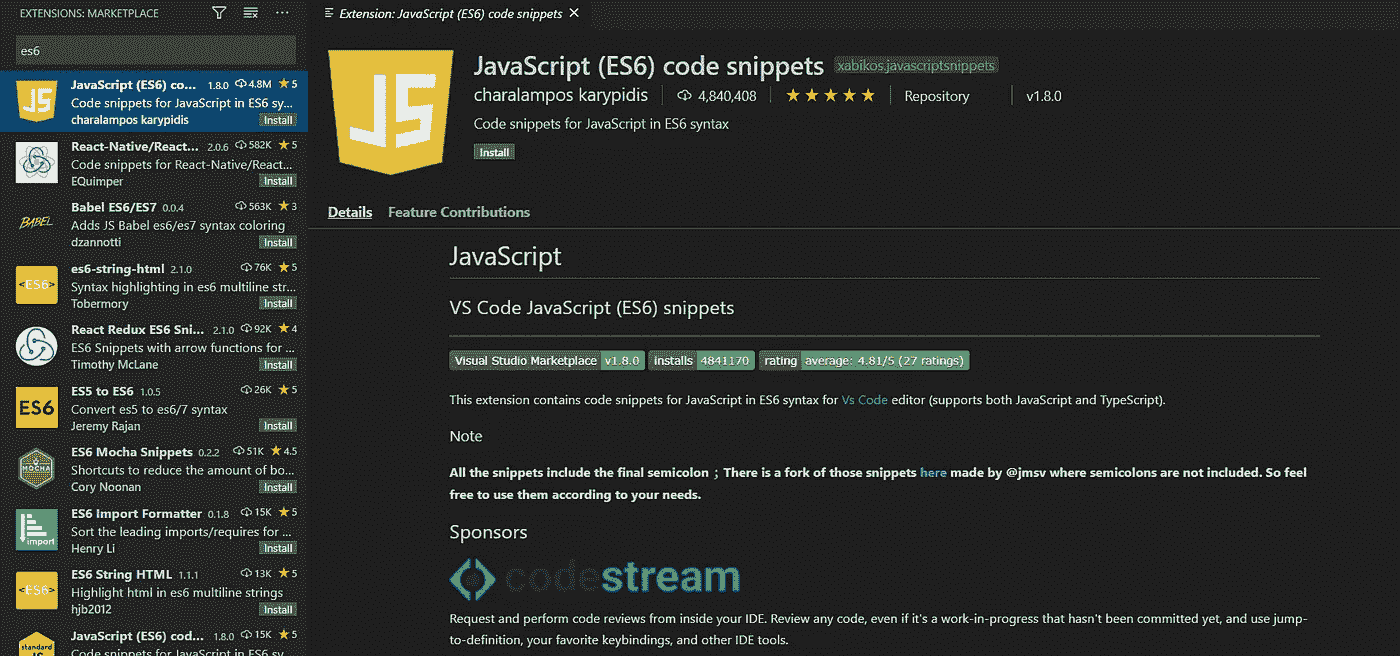 EXTENSIONS: MARKETPLACE
es6
JavaScript (ES6) co... 1.8.0 4.8M ★5
Code snippets for JavaScript in ES6 sy...
charalampos karypidis Install
React-Native/React... 2.0.6 582K ★5
Code snippets for React-Native/React...
EQuimper Install
BABEL
Babel ES6/ES7 0.0.4 563K ★3
Adds JS Babel es6/es7 syntax coloring
dzannotti Install
<ES6>
es6-string-html 2.1.0 76K ★5
Syntax highlighting in es6 multiline str...
Tobermory Install
React Redux ES6 Sni... 2.1.0 92K ★4
ES6 Snippets with arrow functions for ...
Timothy McLane Install
ES6
ES5 to ES6 1.0.5 26K ★5
Convert es5 to es6/7 syntax
Jeremy Rajan Install
MOCHA
ES6 Mocha Snippets 0.2.2 51K ★4.5
Shortcuts to reduce the amount of bo...
Cory Noonan Install
import
ES6 Import Formatter 0.1.8 15K ★5
Sort the leading imports/requires for ...
Henry Li Install
<ES6>
ES6 String HTML 1.1.1 13K ★5
Highlight html in es6 multiline strings
hjb2012 Install
standard
JS
JavaScript (ES6) cod... 1.8.0 15K ★5
Code snippets for JavaScript in ES6 sy...
Extension: JavaScript (ES6) code snippets ×
JS
JavaScript (ES6) code snippets xabikos.javascriptsnippets
charalampos karypidis | 4,840,408 | ★★★★★ | Repository | v1.8.0
Code snippets for JavaScript in ES6 syntax
Install
Details Feature Contributions
JavaScript
VS Code JavaScript (ES6) snippets
Visual Studio Marketplace v1.8.0 installs 4841170 rating average: 4.81/5 (27 ratings)
This extension contains code snippets for JavaScript in ES6 syntax for Vs Code editor (supports both JavaScript and TypeScript).
Note
All the snippets include the final semicolon ; There is a fork of those snippets here made by @jmsv where semicolons are not included. So feel
free to use them according to your needs.
Sponsors
codestream
Request and perform code reviews from inside your IDE. Review any code, even if it's a work-in-progress that hasn't been committed yet, and use jump-
to-definition, your favorite keybindings, and other IDE tools.